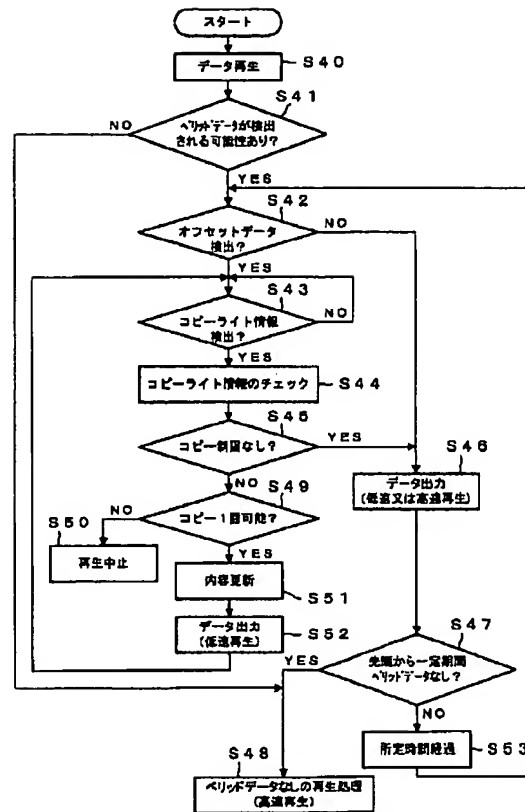 スタート
データ再生
S40
S41
ベリッドデータが検出
される可能性あり?
NO
YES
S42
オフセットデータ
検出?
NO
YES
S43
コピーライト情報
検出?
NO
YES
コピーライト情報のチェック
S44
S45
コピー制限なし?
YES
NO
S46
データ出力
(低速又は高速再生)
S49
コピー1回可能?
NO
YES
S50
再生中止
内容更新
S51
データ出力
(低速再生)
S52
S47
先頭から一定期間
ベリッドデータなし?
YES
NO
所定時間経過
S53
S48
ベリッドデータなしの再生処理
(高速再生)